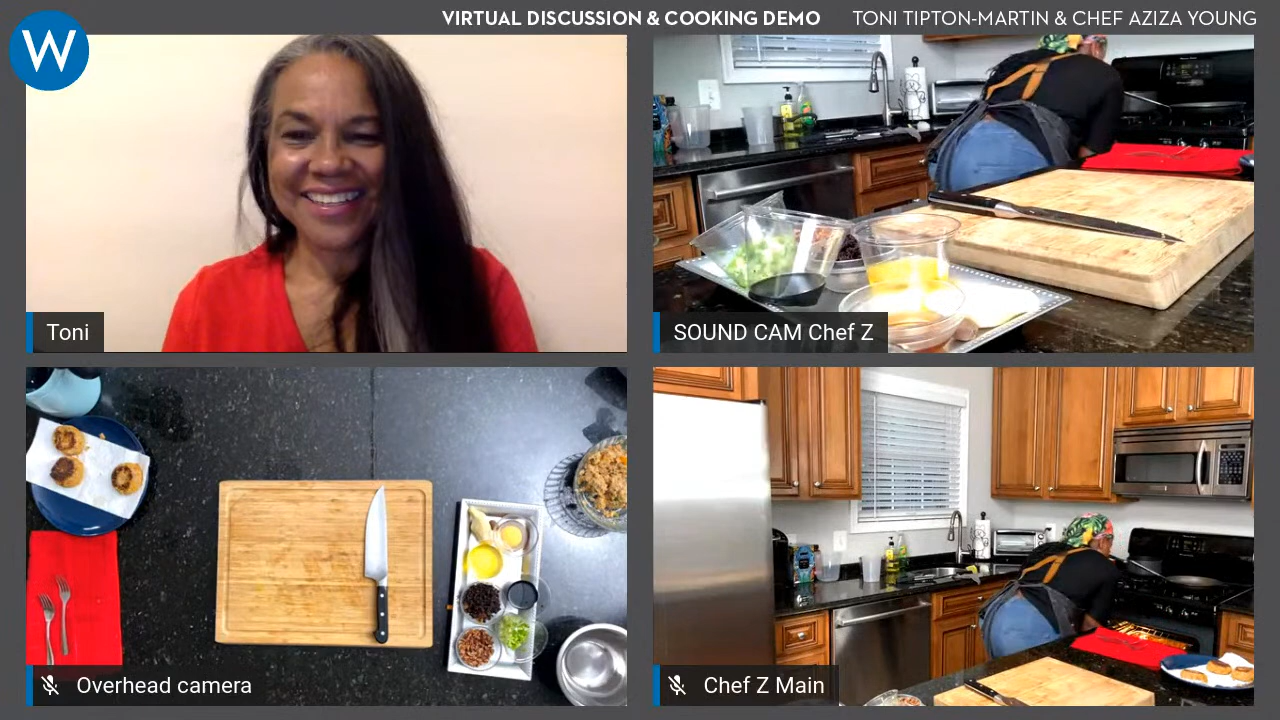 VIRTUAL DISCUSSION & COOKING DEMO TONI TIPTON-MARTIN & CHEF AZIZA YOUNG
W
Toni
SOUND CAM Chef Z
Overhead camera
Chef Z Main